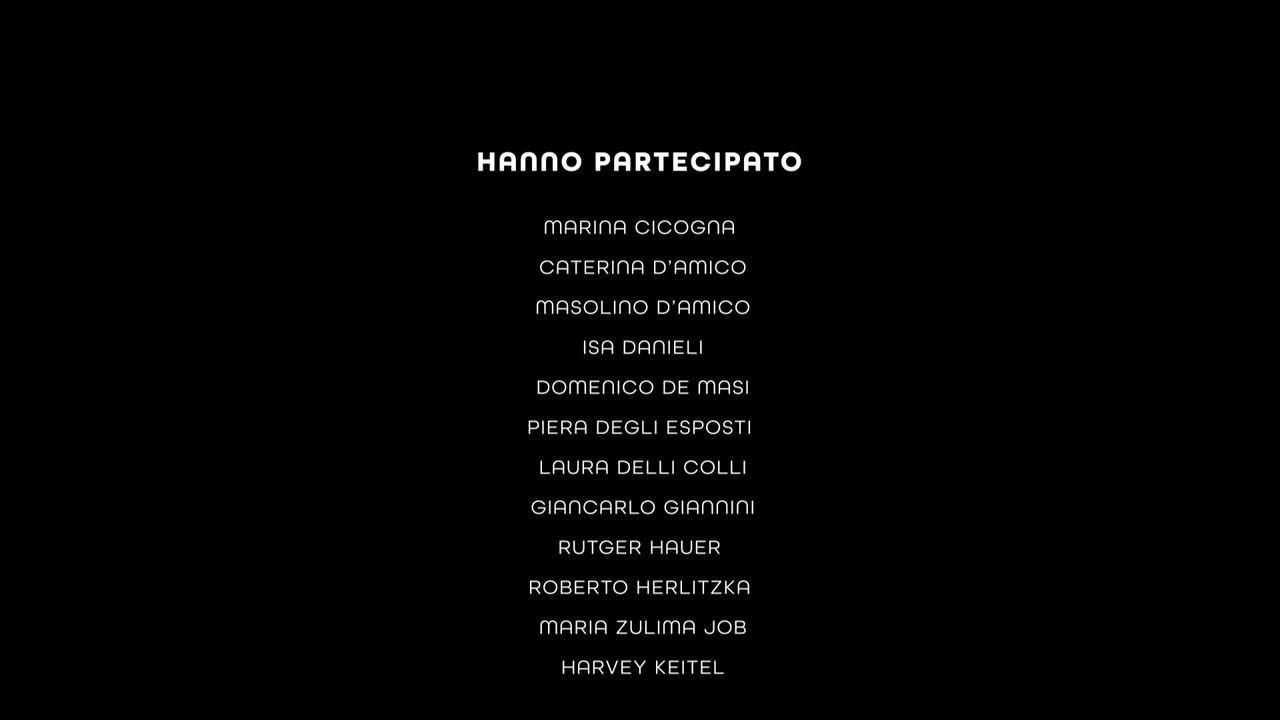 HANNO PARTECIPATO
MARINA CICOGNA
CATERINA D'AMICO
MASOLINO D'AMICO
ISA DANIELI
DOMENICO DE MASI
PIERA DEGLI ESPOSTI
LAURA DELLI COLLI
GIANCARLO GIANNINI
RUTGER HAUER
ROBERTO HERLITZKA
MARIA ZULIMA JOB
HARVEY KEITEL